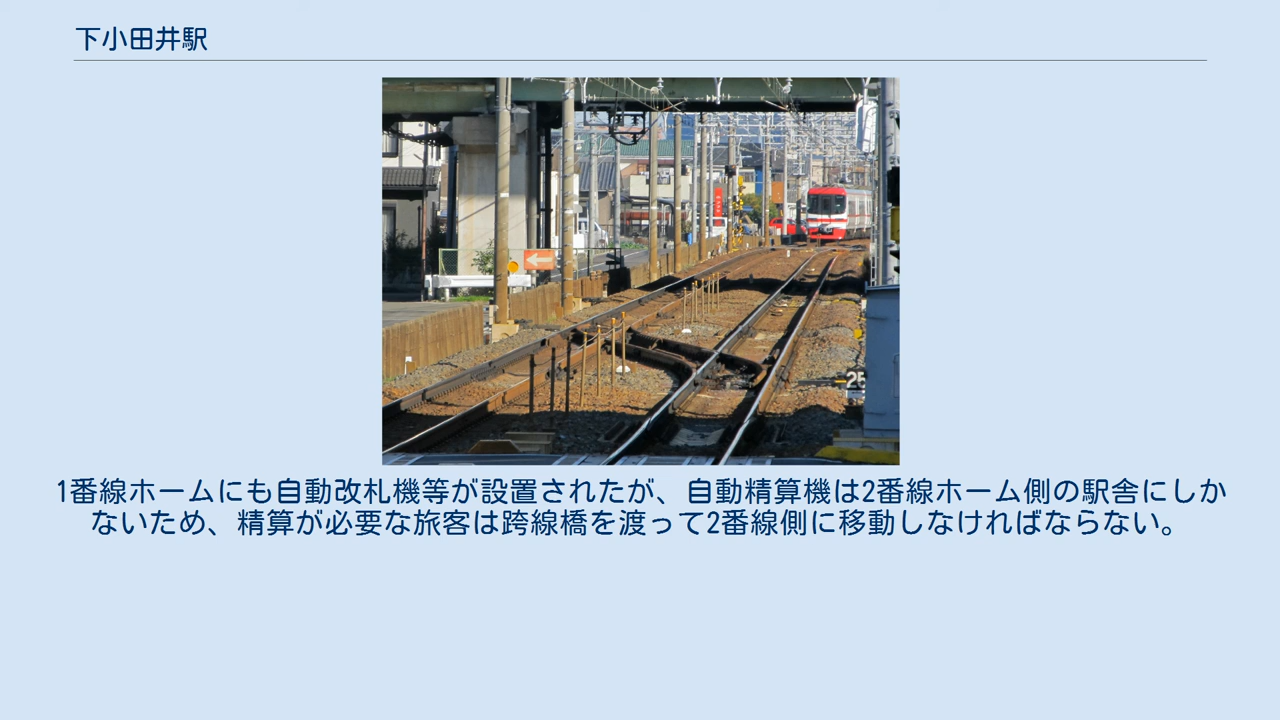 下小田井駅
25
1番線ホームにも自動改札機等が設置されたが、自動精算機は2番線ホーム側の駅舎にしか
ないため、精算が必要な旅客は跨線橋を渡って2番線側に移動しなければならない。